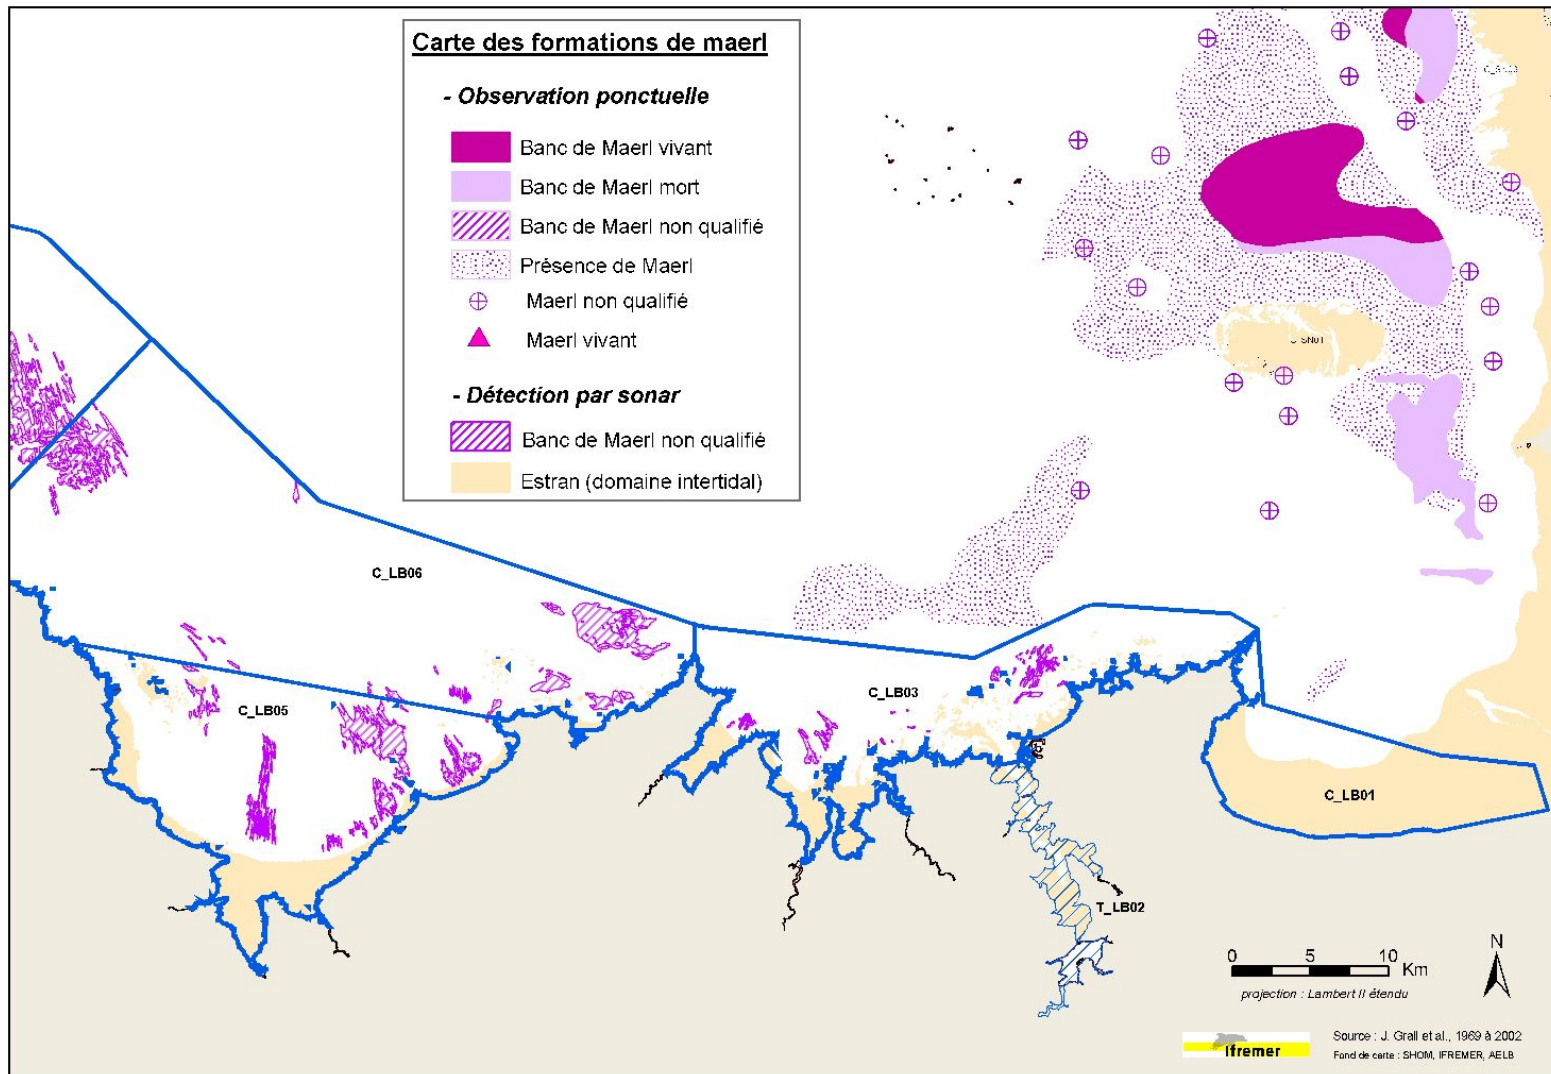 Carte des formations de maerl
- Observation ponctuelle
Banc de Maerl vivant
Banc de Maerl mort
Banc de Maerl non qualifié
Présence de Maerl
Maerl non qualifié
Maerl vivant
- Détection par sonar
Banc de Maerl non qualifié
Estran (domaine intertidal)
C_LB06
C_LB05
C_LB03
C_LB01
T_LB02
N
0 5 10 Km
projection : Lambert II étendu
Ifremer
Source : J. Grall et al., 1969 à 2002
Fond de carte : SHOM, IFREMER, AELB